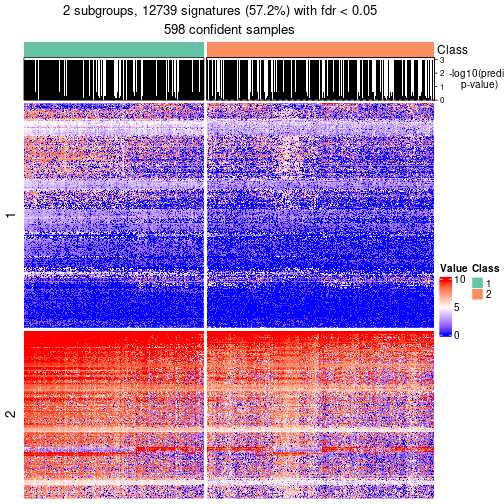 2 subgroups, 12739 signatures (57.2%) with fdr < 0.05
598 confident samples
Class
3
2
1
0
-log10(predi
p-value)
1
2
Value
10
5
0
Class
1
2